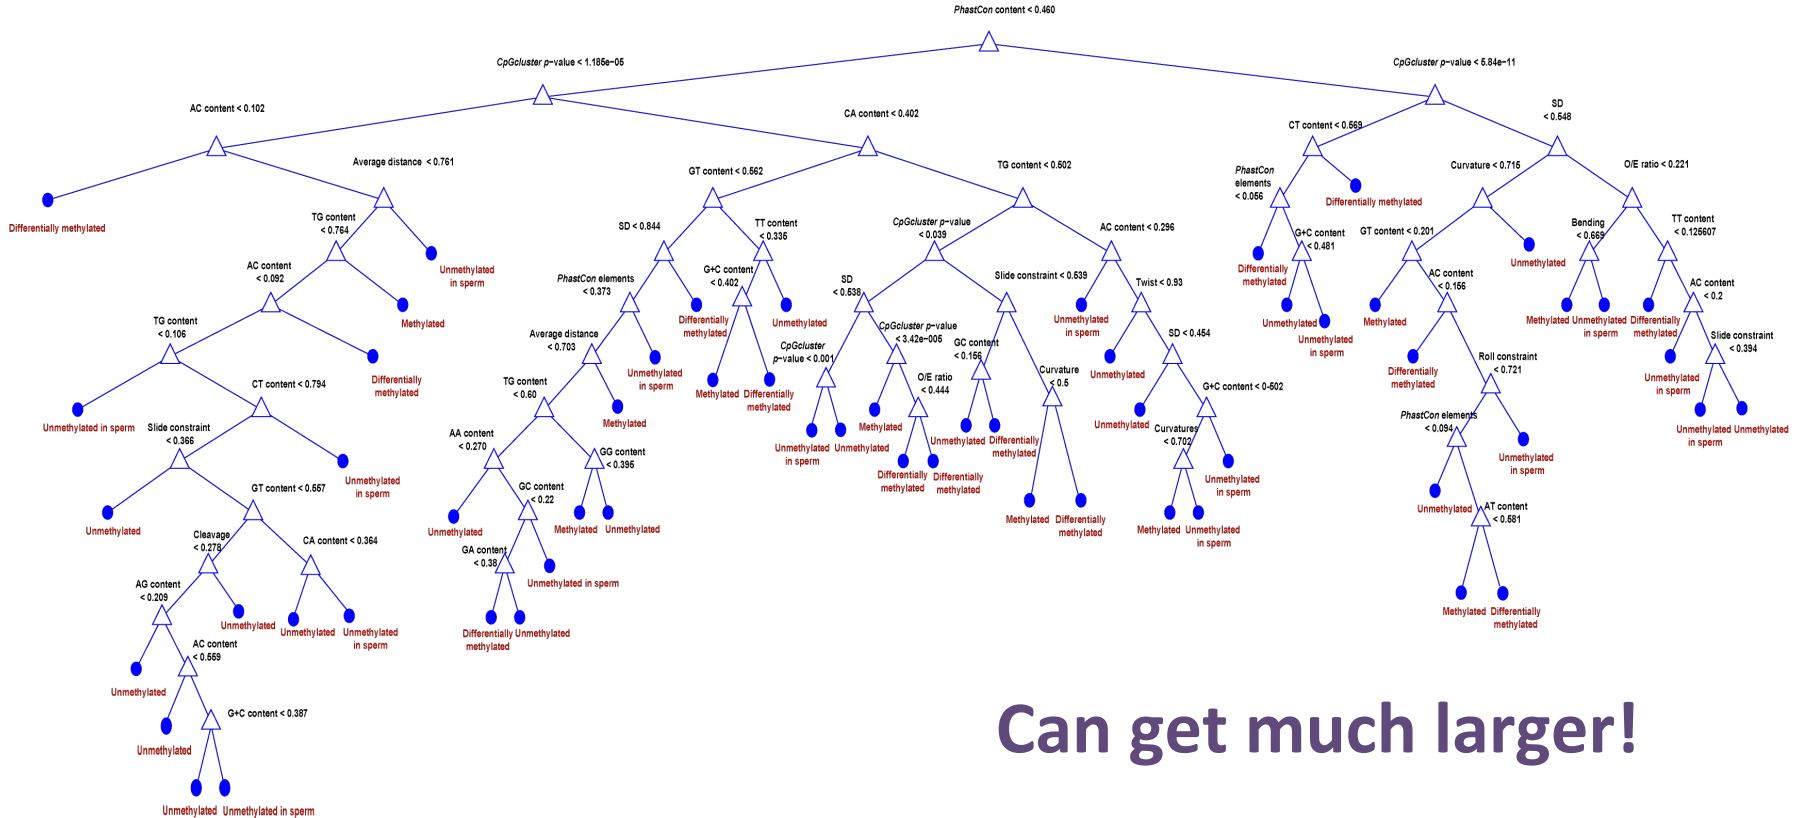 PhastCon content < 0.460
CpGcluster p-value < 1.185e-05
CpGcluster p-value < 5.84e-11
AC content < 0.102
CA content < 0.402
CT content < 0.569
SD
< 0.548
Average distance < 0.761
GT content < 0.562
TG content < 0.502
PhastCon
elements
< 0.056
Curvature < 0.715
O/E ratio < 0.221
Differentially methylated
TG content
< 0.764
SD < 0.844
TT content
< 0.335
CpGcluster p-value
< 0.039
AC content < 0.296
Differentially methylated
G+C content
< 0.481
GT content < 0.201
Bending
< 0.669
TT content
< 0.125607
AC content
< 0.092
Unmethylated
in sperm
PhastCon elements
< 0.373
G+C content
< 0.402
SD
< 0.538
Slide constraint < 0.539
Twist < 0.93
Differentially
methylated
AC content
< 0.156
Unmethylated
AC content
< 0.2
TG content
< 0.106
Methylated
Average distance
< 0.703
Differentially
methylated
Unmethylated
CpGcluster
p-value < 0.001
CpGcluster p-value
< 3.42e-005
GC content
< 0.156
Unmethylated
in sperm
SD < 0.454
Unmethylated
Unmethylated
in sperm
Methylated
Roll constraint
< 0.721
Methylated
Unmethylated
in sperm
Differentially
methylated
Slide constraint
< 0.394
CT content < 0.794
Differentially
methylated
TG content
< 0.60
Unmethylated
in sperm
Methylated
Differentially
methylated
O/E ratio
< 0.444
Curvature
< 0.5
Unmethylated
G+C content < 0-502
Differentially
methylated
Unmethylated
in sperm
Unmethylated in sperm
Slide constraint
< 0.366
AA content
< 0.270
Methylated
GG content
< 0.395
Unmethylated
in sperm
Unmethylated
Methylated
Unmethylated
Differentially
methylated
Unmethylated
Curvatures
< 0.702
PhastCon elements
< 0.094
Unmethylated
in sperm
Unmethylated
in sperm
Unmethylated
GT content < 0.557
Unmethylated
in sperm
GC content
< 0.22
Differentially
methylated
Differentially
methylated
Unmethylated
in sperm
Unmethylated
AT content
< 0.581
Unmethylated
Cleavage
< 0.278
CA content < 0.364
Unmethylated
GA content
< 0.38
Methylated
Unmethylated
Methylated
Differentially
methylated
Methylated
Unmethylated
in sperm
AG content
< 0.209
Unmethylated in sperm
Unmethylated
Unmethylated
Unmethylated
in sperm
Differentially
methylated
Unmethylated
Methylated
Differentially
methylated
AC content
< 0.559
Unmethylated
G+C content < 0.387
Unmethylated
Unmethylated
Unmethylated in sperm
Can get much larger!